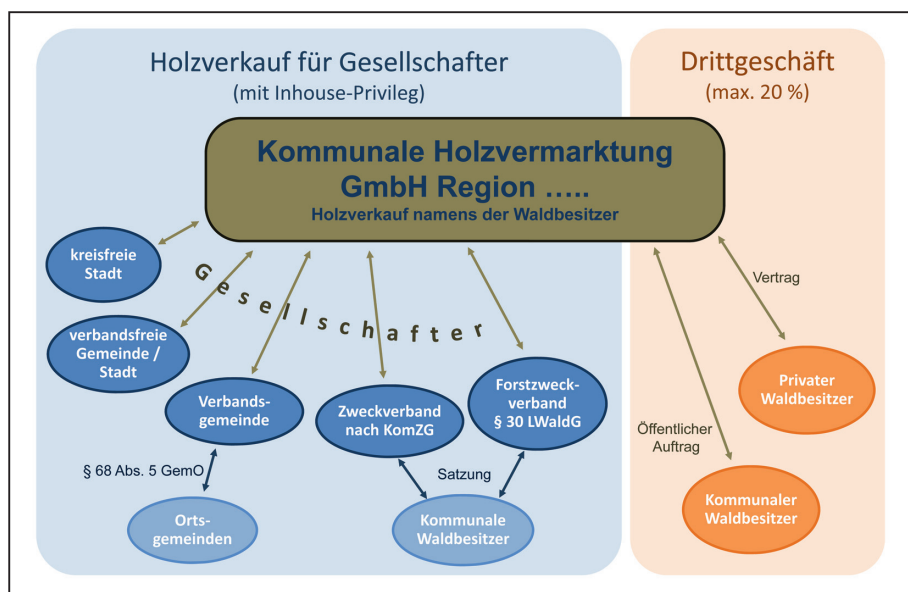 Holzverkauf für Gesellschafter
(mit Inhouse-Privileg)
Drittgeschäft
(max. 20 %)
Kommunale Holzvermarktung
GmbH Region …..
Holzverkauf namens der Waldbesitzer
kreisfreie
Stadt
Gesellschafter
verbandsfreie
Gemeinde /
Stadt
Verbands-
gemeinde
Zweckverband
nach KomZG
Forstzweck-
verband
§ 30 LWaldG
Vertrag
Privater
Waldbesitzer
Öffentlicher
Auftrag
§ 68 Abs. 5 GemO
Satzung
Orts-
gemeinden
Kommunale
Waldbesitzer
Kommunaler
Waldbesitzer